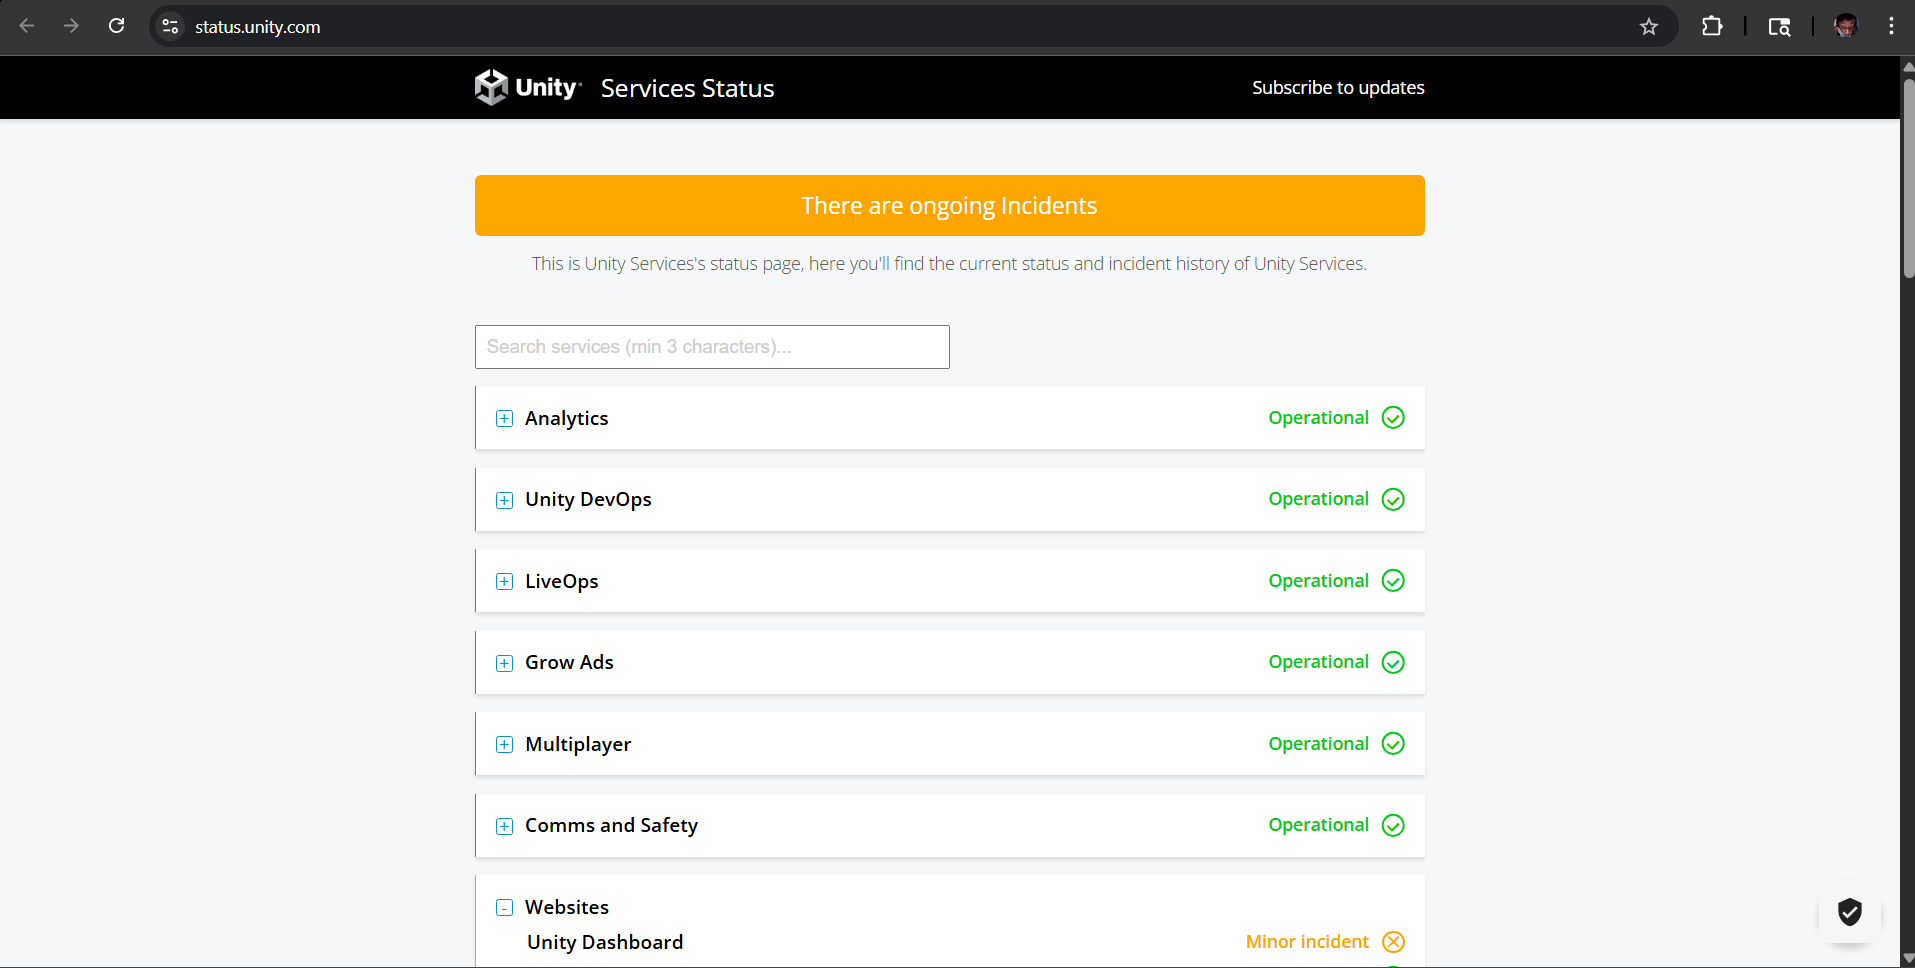 status.unity.com
Unity Services Status Subscribe to updates
There are ongoing Incidents
This is Unity Services's status page, here you'll find the current status and incident history of Unity Services.
Search services (min 3 characters)...
Analytics Operational
Unity DevOps Operational
LiveOps Operational
Grow Ads Operational
Multiplayer Operational
Comms and Safety Operational
Websites
Unity Dashboard Minor incident